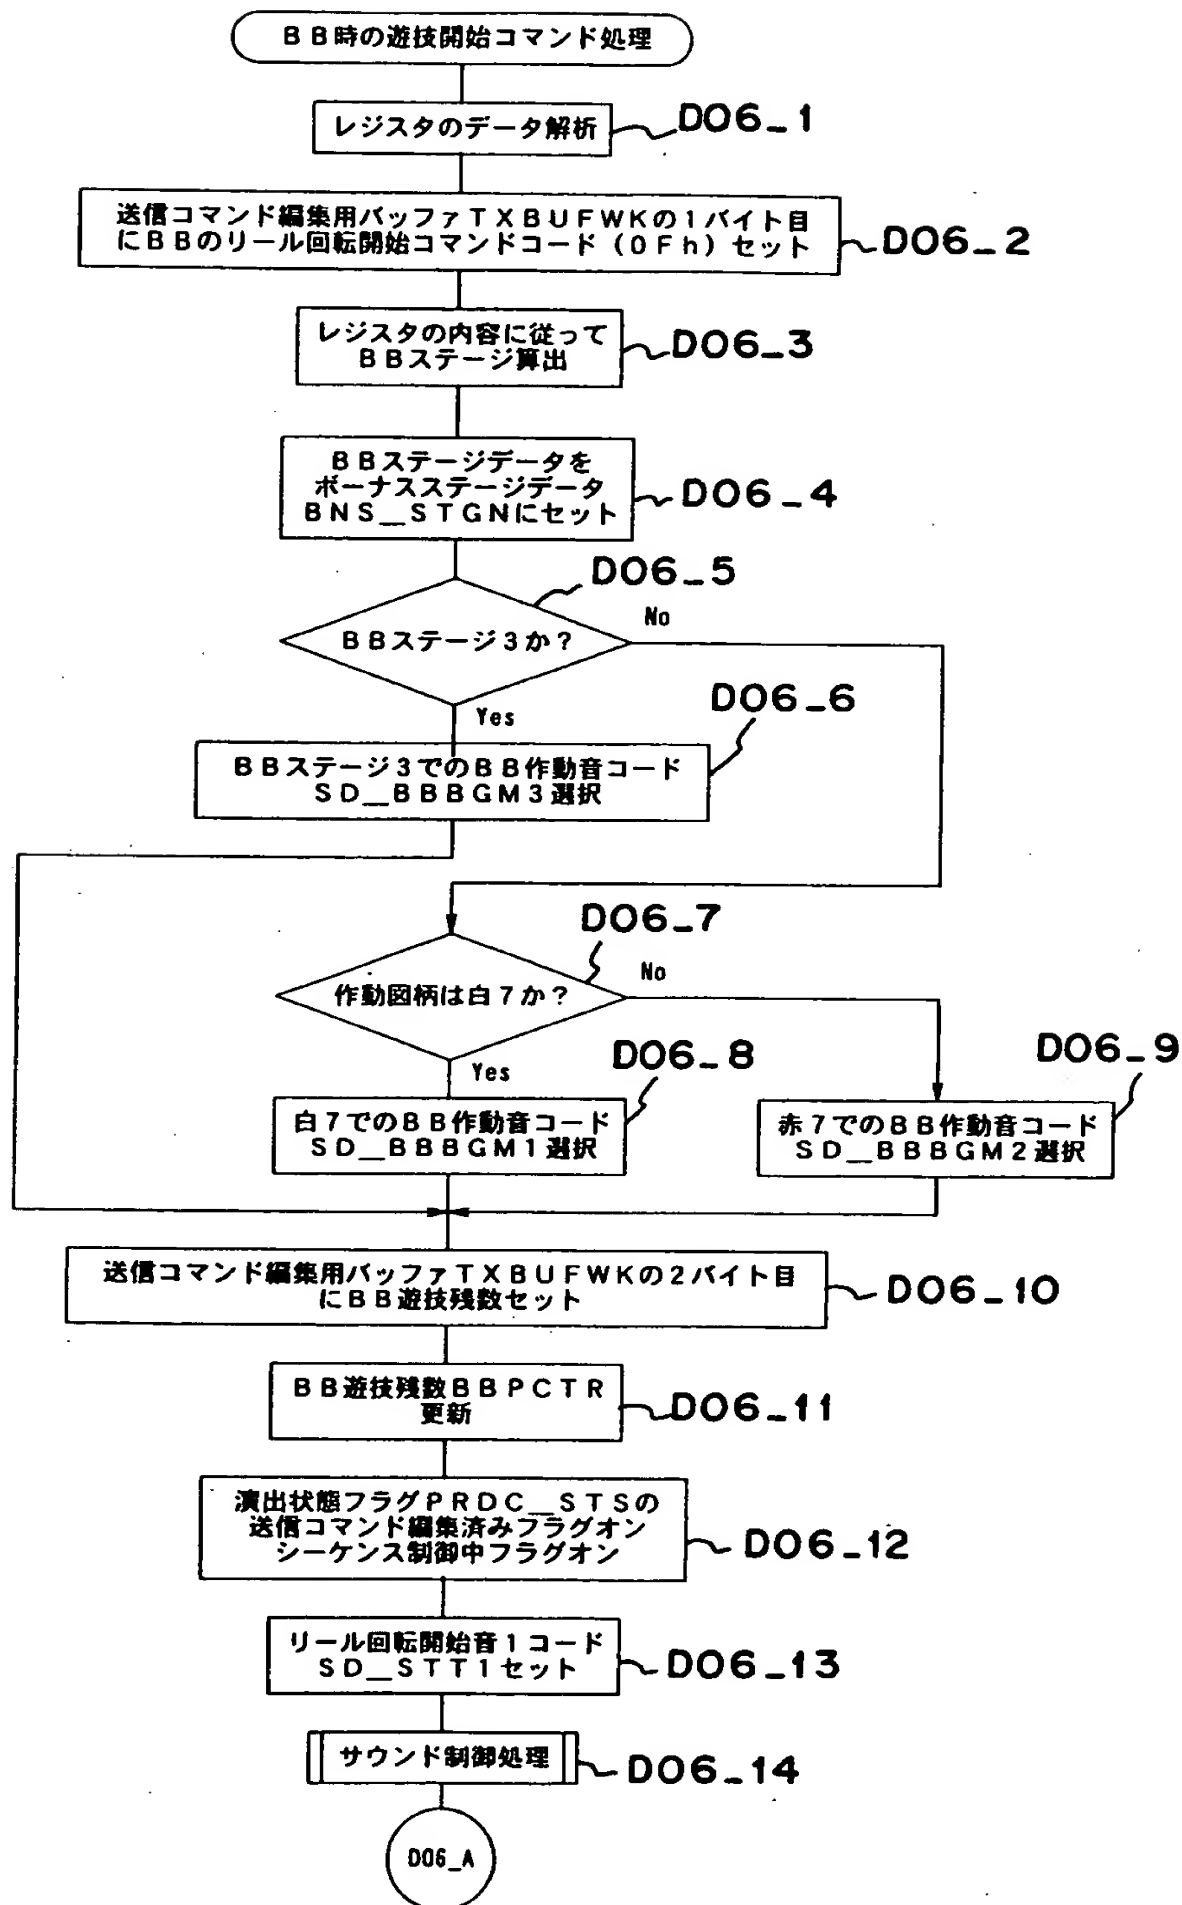 ＢＢ時の遊技開始コマンド処理
レジスタのデータ解析
D06_1
送信コマンド編集用バッファＴＸＢＵＦＷＫの１バイト目
にＢＢのリール回転開始コマンドコード（０Ｆｈ）セット
D06_2
レジスタの内容に従って
ＢＢステージ算出
D06_3
ＢＢステージデータを
ボーナスステージデータ
ＢＮＳ＿ＳＴＧＮにセット
D06_4
D06_5
ＢＢステージ３か？
No
Yes
D06_6
ＢＢステージ３でのＢＢ作動音コード
ＳＤ＿ＢＢＢＧＭ３選択
D06_7
作動図柄は白７か？
No
Yes
D06_8
白７でのＢＢ作動音コード
ＳＤ＿ＢＢＢＧＭ１選択
D06_9
赤７でのＢＢ作動音コード
ＳＤ＿ＢＢＢＧＭ２選択
送信コマンド編集用バッファＴＸＢＵＦＷＫの２バイト目
にＢＢ遊技残数セット
D06_10
ＢＢ遊技残数ＢＢＰＣＴＲ
更新
D06_11
演出状態フラグＰＲＤＣ＿ＳＴＳの
送信コマンド編集済みフラグオン
シーケンス制御中フラグオン
D06_12
リール回転開始音１コード
ＳＤ＿ＳＴＴ１セット
D06_13
サウンド制御処理
D06_14
D06_A